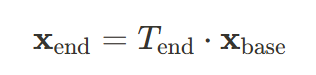 x_end = T_end · x_base